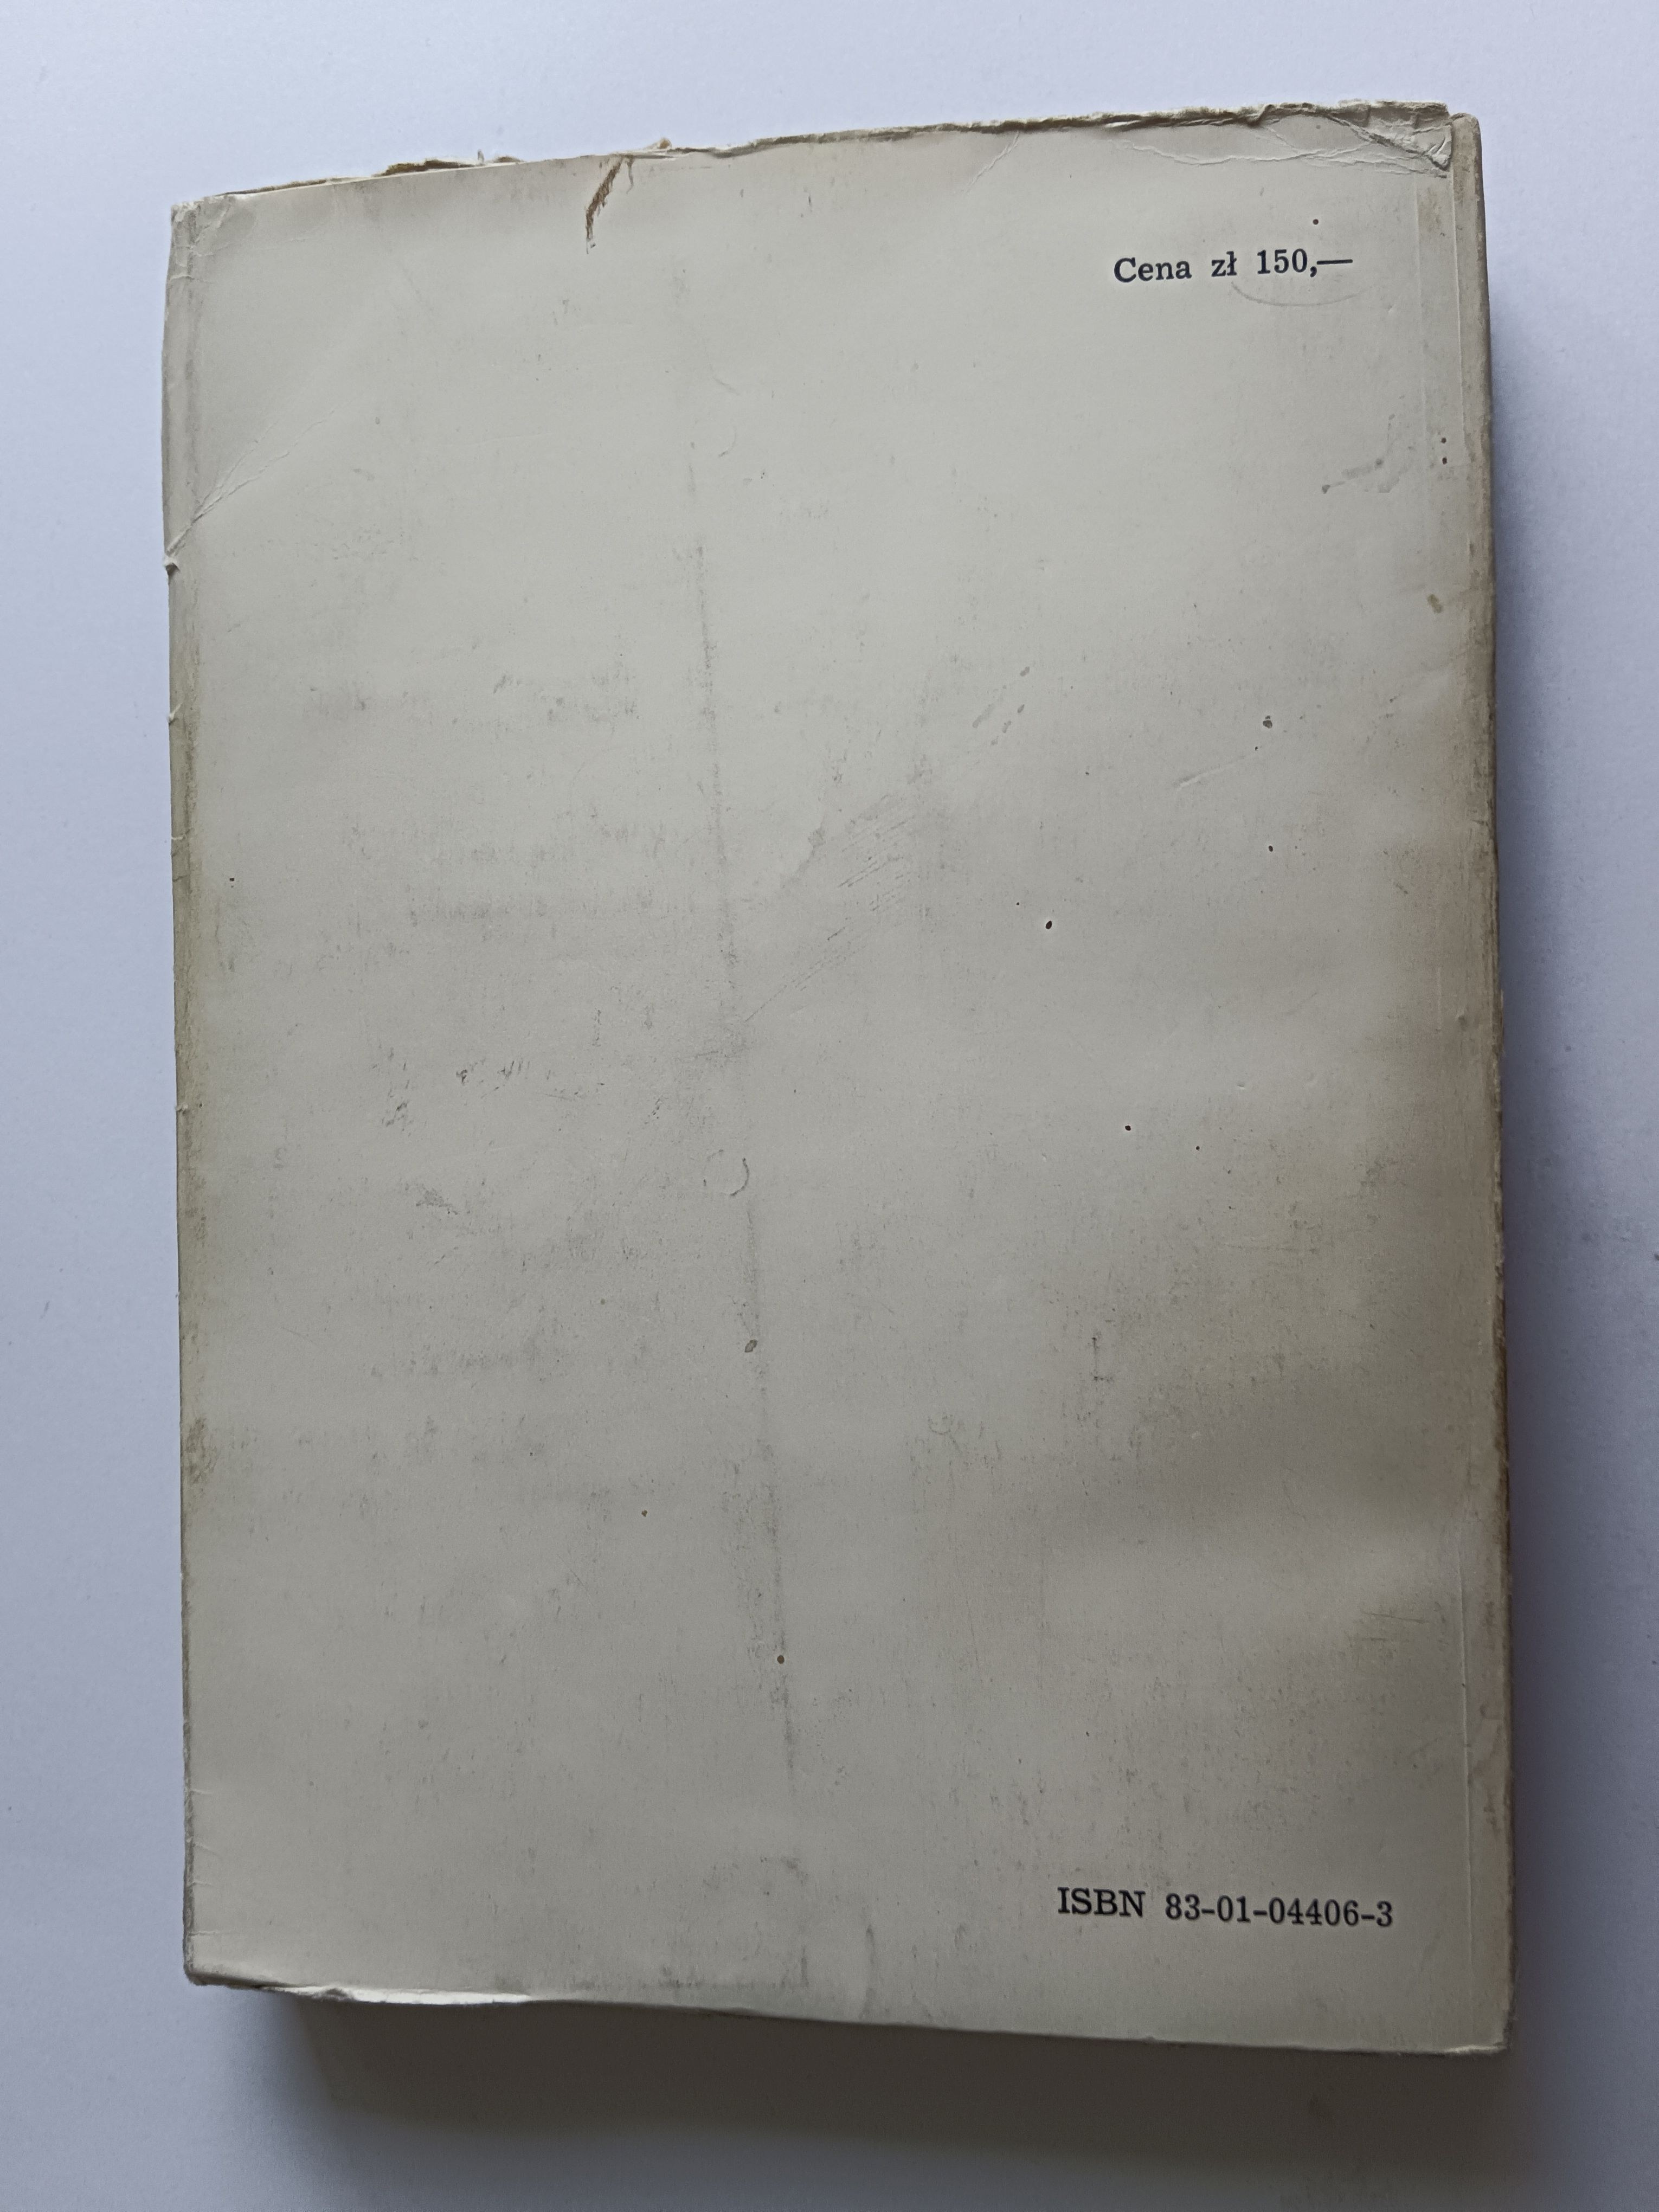 Cena zł 150,—
ISBN 83-01-04406-3